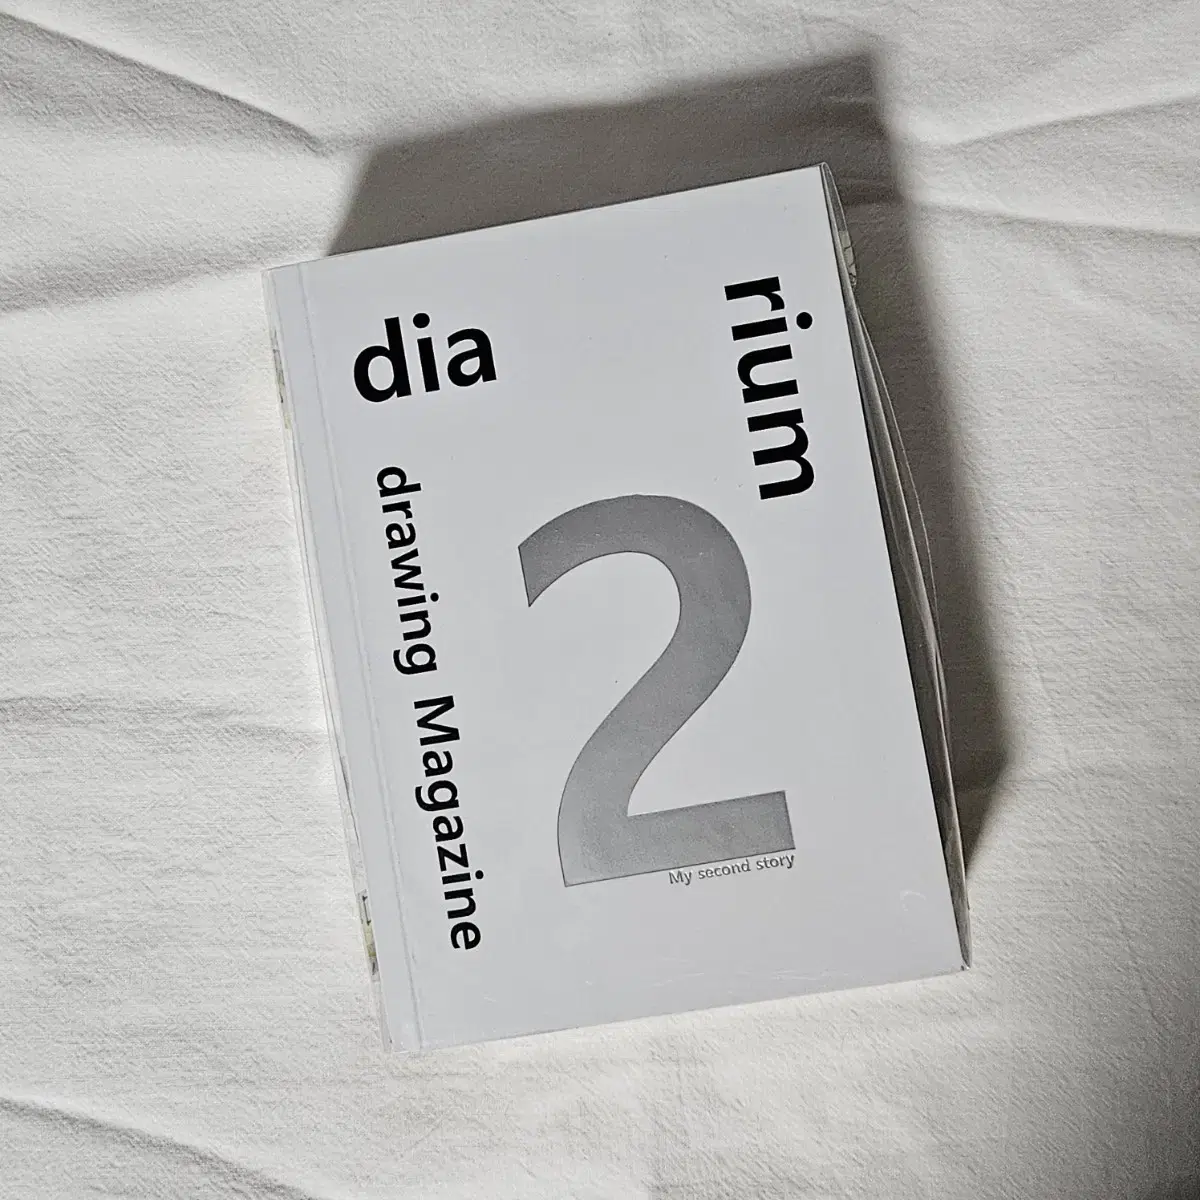 dia
rium
drawing Magazine
2
My second story